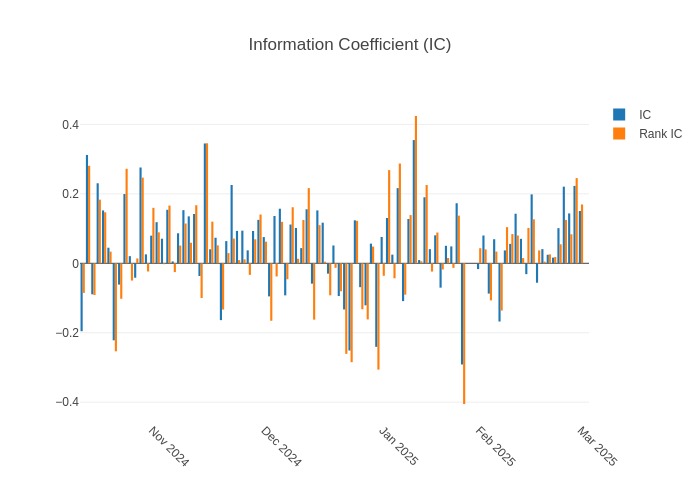 Information Coefficient (IC)
IC
Rank IC
0.4
0.2
0
−0.2
−0.4
Nov 2024
Dec 2024
Jan 2025
Feb 2025
Mar 2025